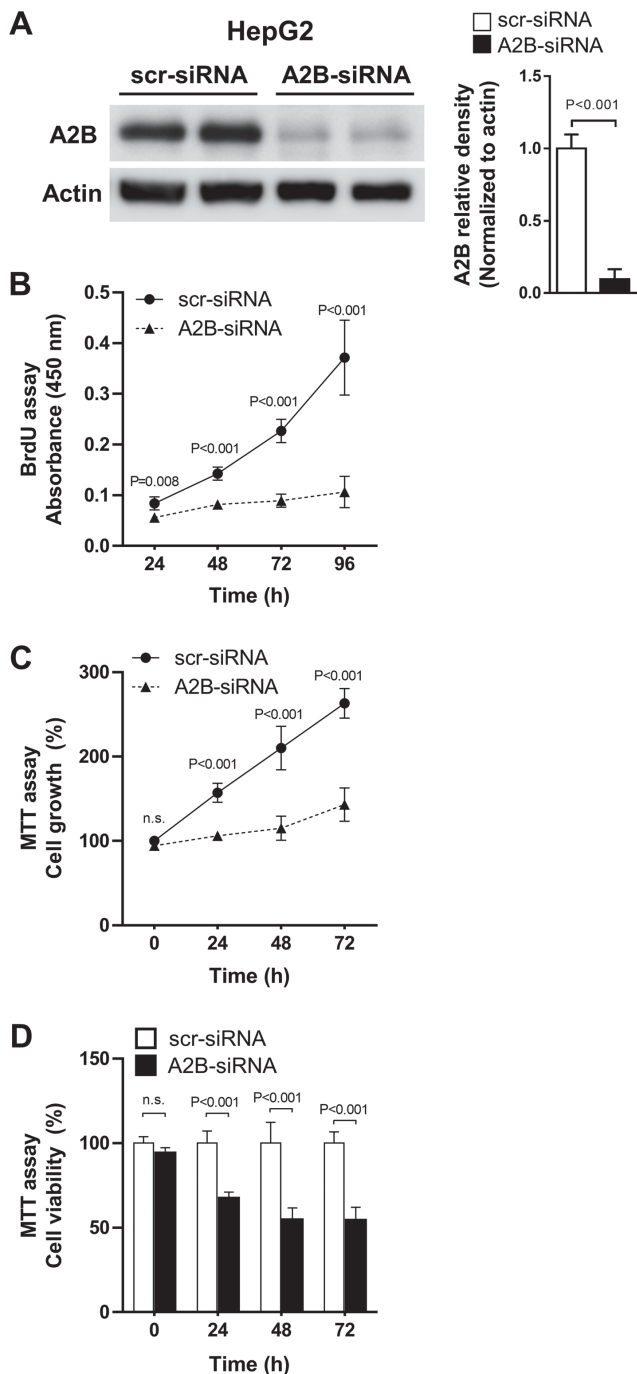 A
HepG2
scr-siRNA A2B-siRNA
A2B
Actin
scr-siRNA
A2B-siRNA
A2B relative density
(Normalized to actin)
1.5
1.0
0.5
0.0
P<0.001
B
BrdU assay
Absorbance (450 nm)
scr-siRNA
A2B-siRNA
0.5
0.4
0.3
0.2
0.1
0.0
P=0.008
P<0.001
P<0.001
P<0.001
24 48 72 96
Time (h)
C
MTT assay
Cell growth (%)
scr-siRNA
A2B-siRNA
300
200
100
0
n.s.
P<0.001
P<0.001
P<0.001
0 24 48 72
Time (h)
D
MTT assay
Cell viability (%)
scr-siRNA
A2B-siRNA
150
100
50
0
n.s.
P<0.001
P<0.001
P<0.001
0 24 48 72
Time (h)